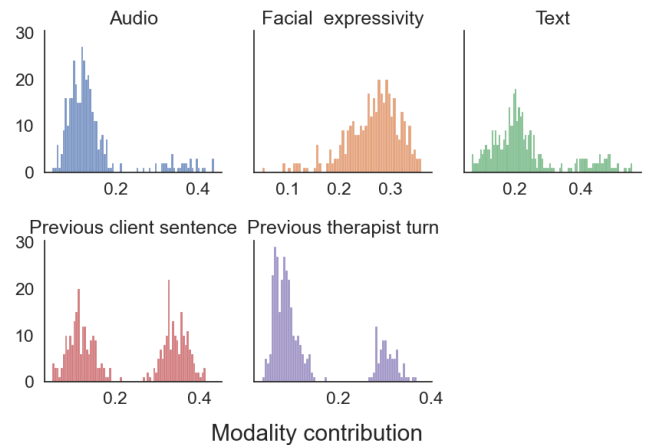 Audio
Facial expressivity
Text
30
20
10
0
0.2 0.4
0.1 0.2 0.3
0.2 0.4
Previous client sentence
Previous therapist turn
30
20
10
0
0.2 0.4
0.2 0.4
Modality contribution